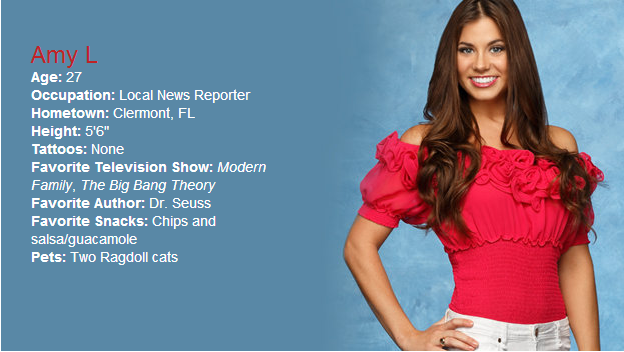 Amy L
Age: 27
Occupation: Local News Reporter
Hometown: Clermont, FL
Height: 5'6"
Tattoos: None
Favorite Television Show: Modern
Family, The Big Bang Theory
Favorite Author: Dr. Seuss
Favorite Snacks: Chips and
salsa/guacamole
Pets: Two Ragdoll cats